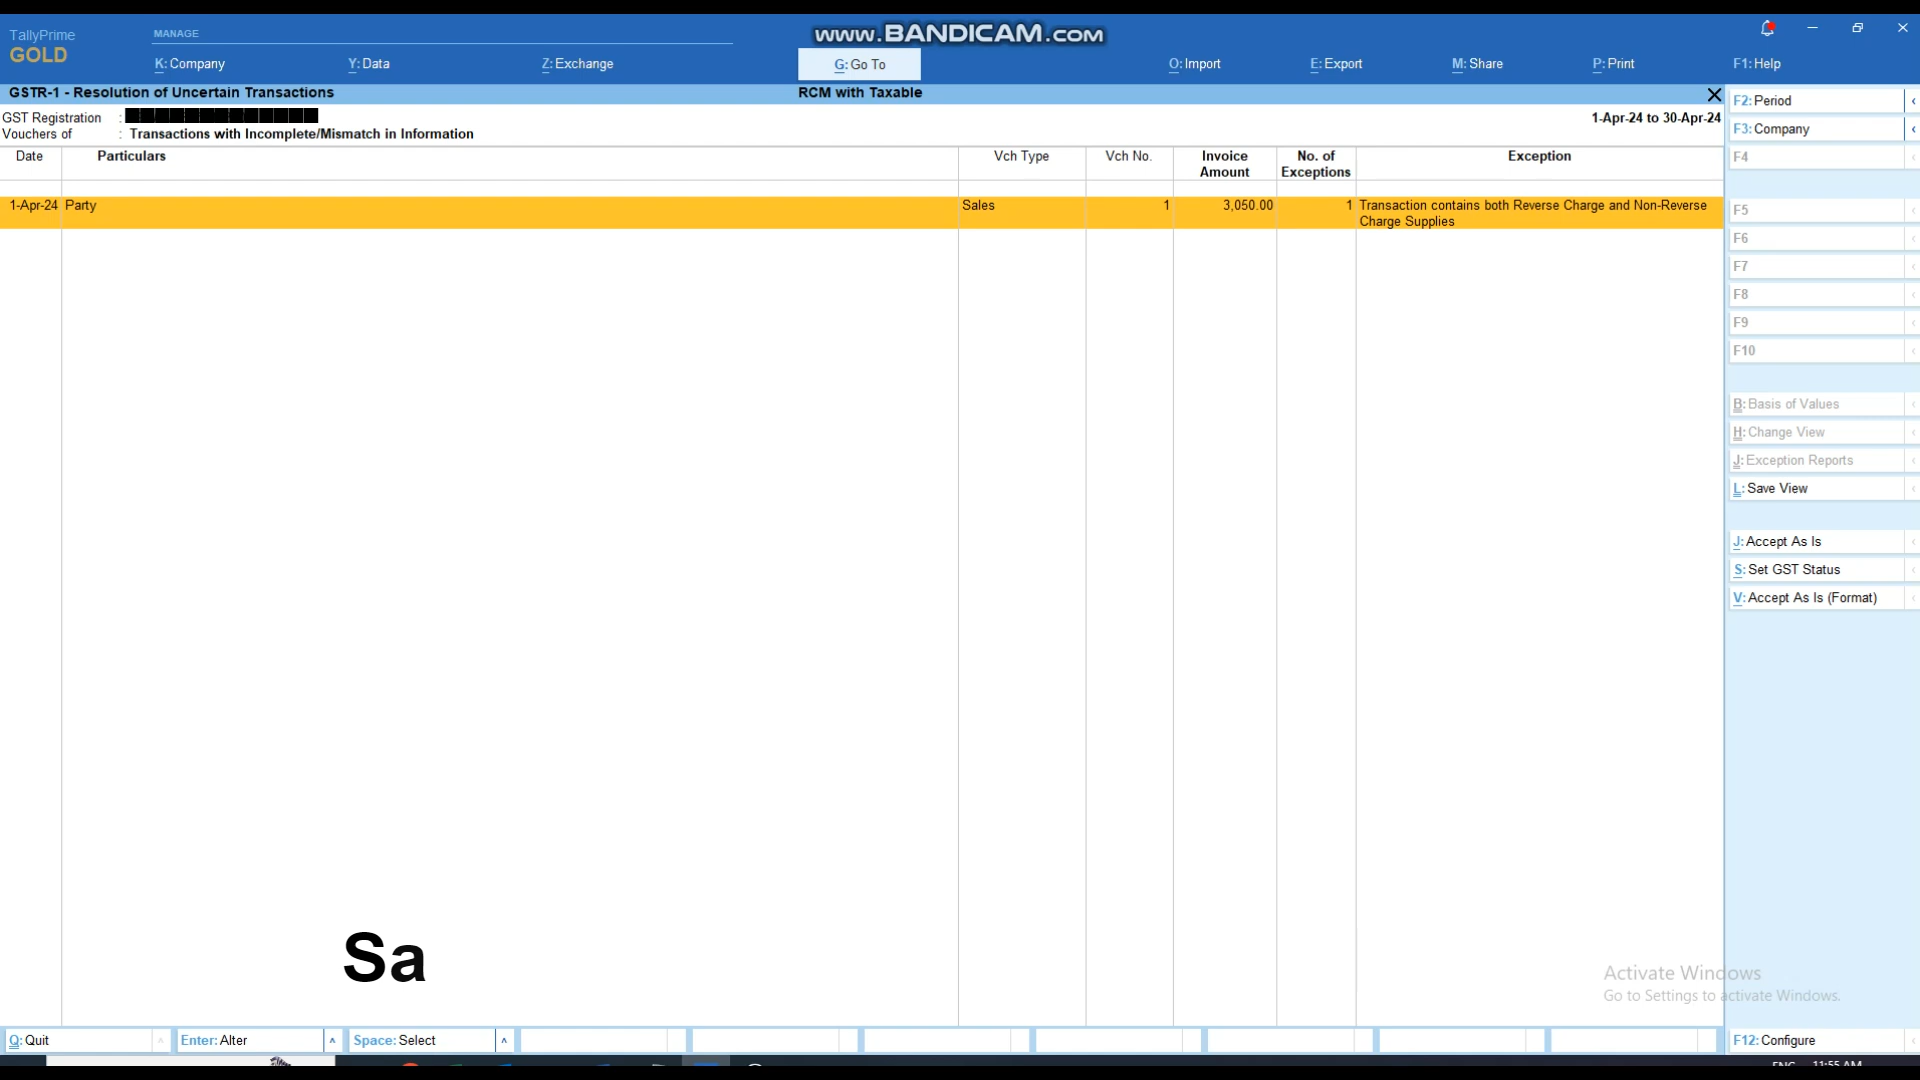 www.BANDICAM.com
TallyPrime
GOLD
MANAGE
K: Company
Y: Data
Z: Exchange
G: Go To
O: Import
E: Export
M: Share
P: Print
F1: Help
GSTR-1 - Resolution of Uncertain Transactions
RCM with Taxable
GST Registration :
1-Apr-24 to 30-Apr-24
Vouchers of : Transactions with Incomplete/Mismatch in Information
Date
Particulars
Vch Type
Vch No.
Invoice
Amount
No. of
Exceptions
Exception
1-Apr-24 Party Sales 1 3,050.00 1 Transaction contains both Reverse Charge and Non-Reverse
Charge Supplies
F2: Period
F3: Company
F4
F5
F6
F7
F8
F9
F10
B: Basis of Values
H: Change View
J: Exception Reports
L: Save View
J: Accept As Is
S: Set GST Status
V: Accept As Is (Format)
Sa
Activate Windows
Go to Settings to activate Windows.
Q: Quit
Enter: Alter
Space: Select
F12: Configure
ENG 11:55 AM